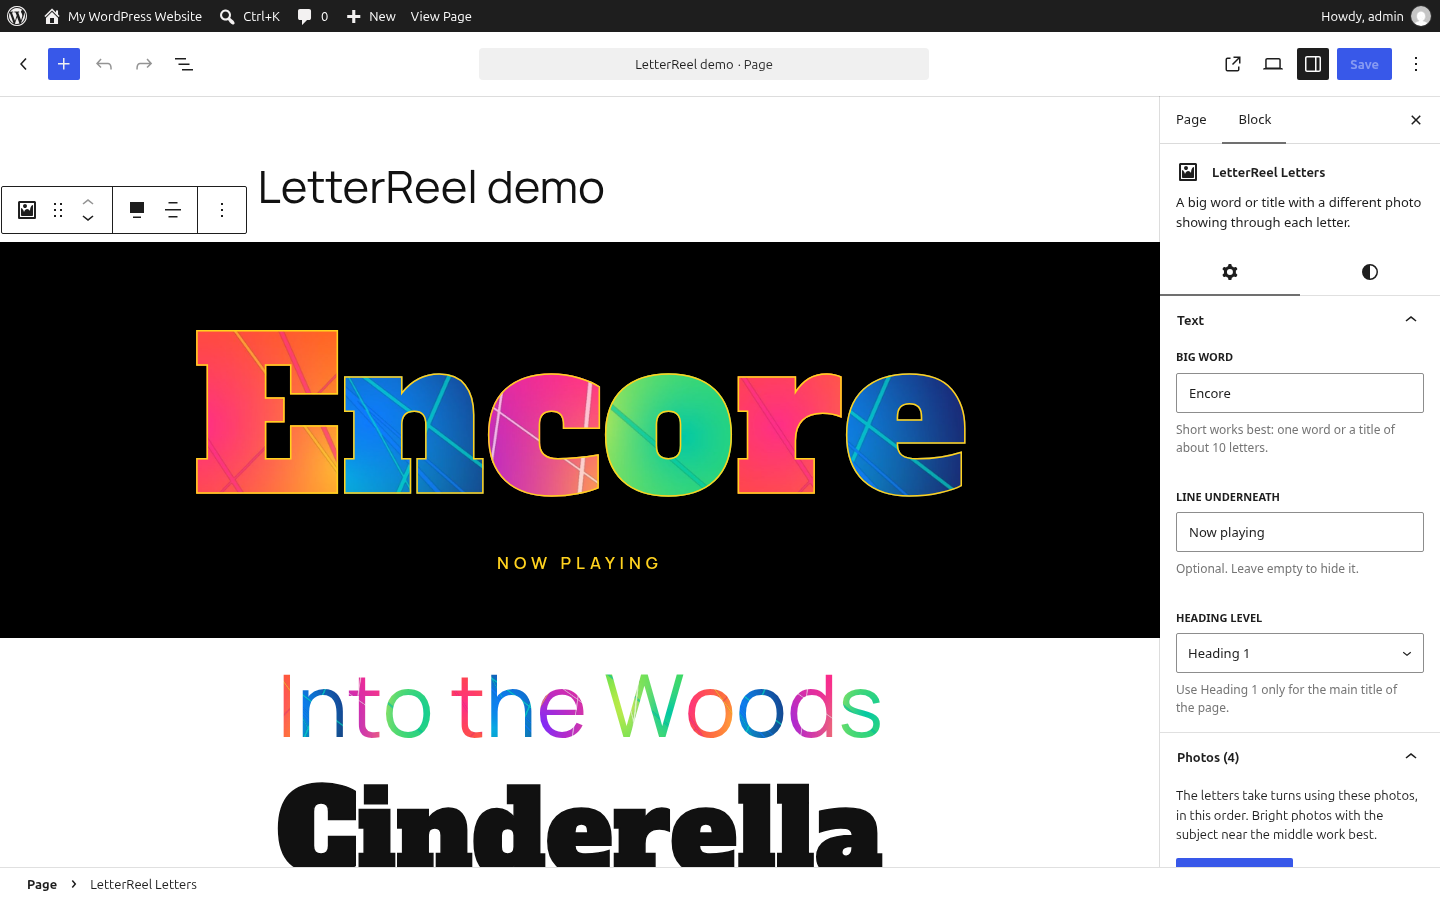 My WordPress Website Ctrl+K 0 New View Page Howdy, admin
LetterReel demo · Page
Save
Page Block
LetterReel demo
LetterReel Letters
A big word or title with a different photo
showing through each letter.
Encore
NOW PLAYING
Into the Woods
Cinderella
Text
BIG WORD
Encore
Short works best: one word or a title of
about 10 letters.
LINE UNDERNEATH
Now playing
Optional. Leave empty to hide it.
HEADING LEVEL
Heading 1
Use Heading 1 only for the main title of
the page.
Photos (4)
The letters take turns using these photos,
in this order. Bright photos with the
subject near the middle work best.
Page LetterReel Letters